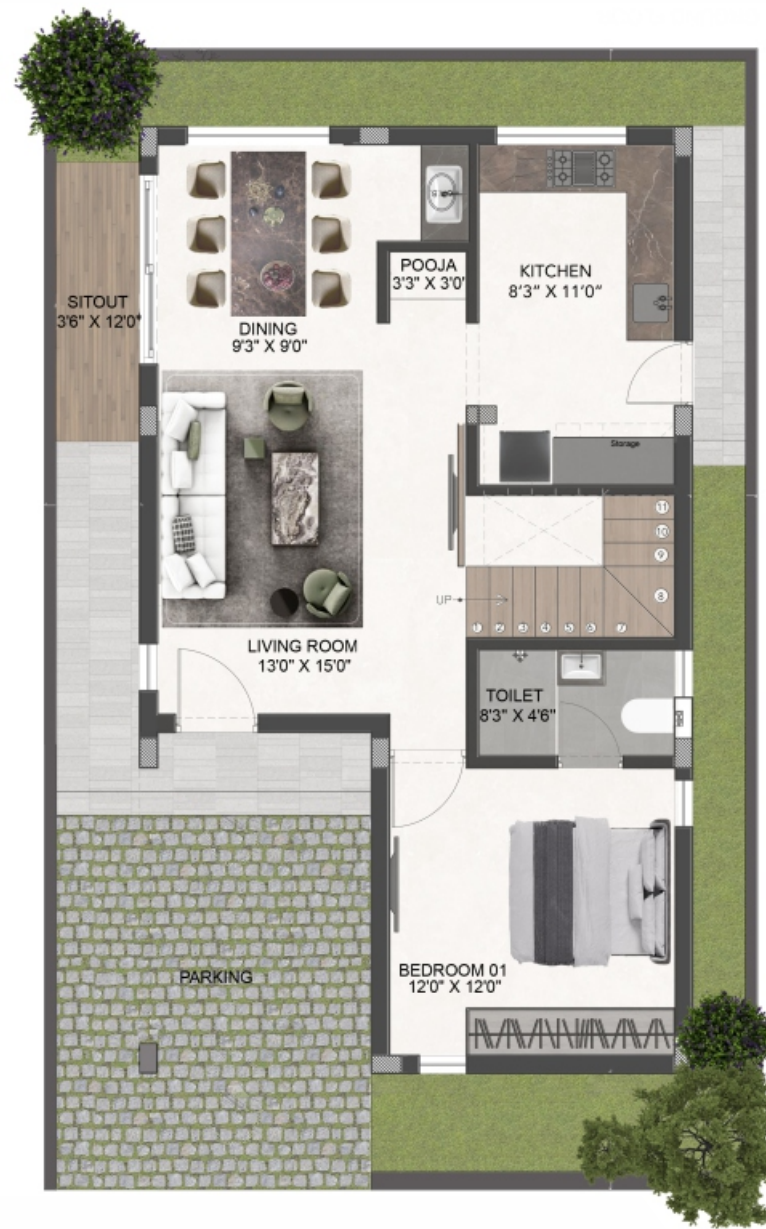 POOJA
3'3" X 3'0'
KITCHEN
8'3" X 11'0"
SITOUT
3'6" X 12'0"
DINING
9'3" X 9'0"
Storage
11
10
9
8
UP
1 2 3 4 5 6 7
LIVING ROOM
13'0" X 15'0"
TOILET
8'3" X 4'6"
PARKING
BEDROOM 01
12'0" X 12'0"